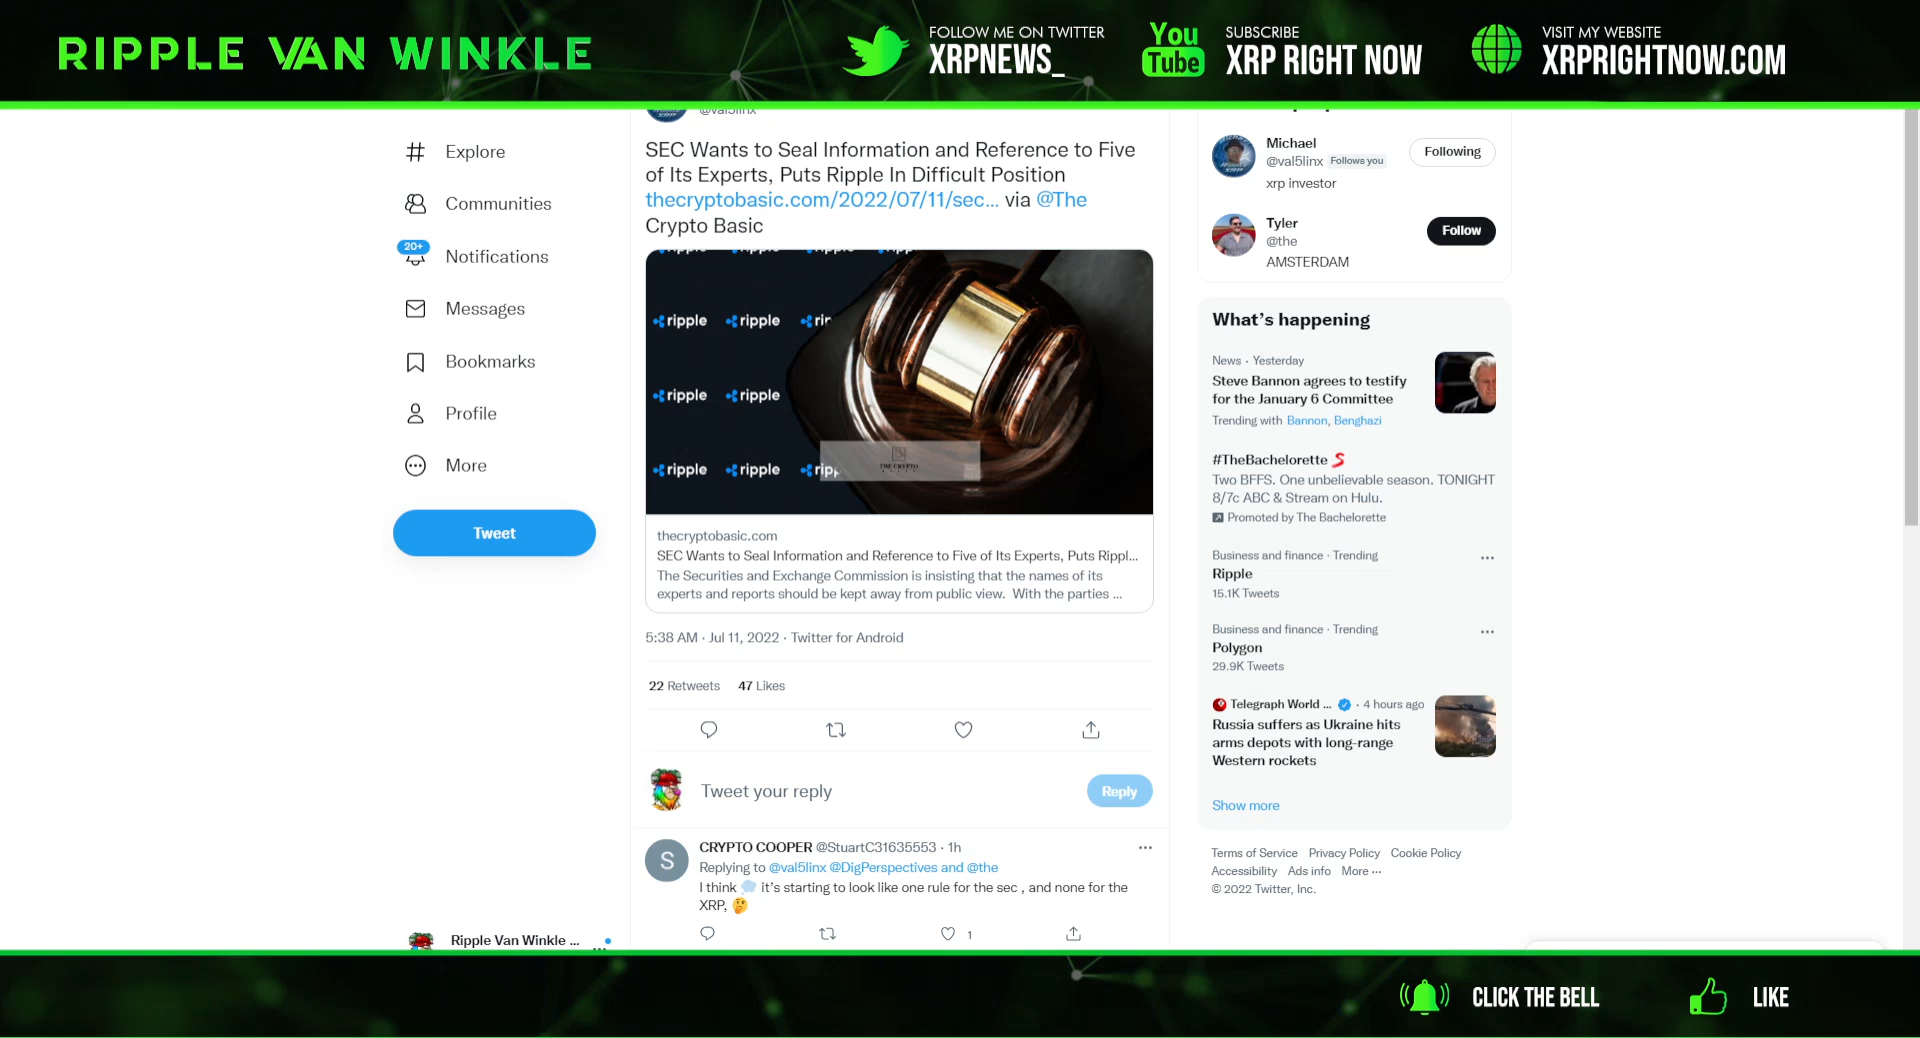 RIPPLE VAN WINKLE
FOLLOW ME ON TWITTER
XRPNEWS_
You
Tube
SUBSCRIBE
XRP RIGHT NOW
VISIT MY WEBSITE
XRPRIGHTNOW.COM
Explore
Communities
20+
Notifications
Messages
Bookmarks
Profile
More
Tweet
Ripple Van Winkle ...
@val5linx
SEC Wants to Seal Information and Reference to Five
of Its Experts, Puts Ripple In Difficult Position
thecryptobasic.com/2022/07/11/sec... via @The
Crypto Basic
ripple ripple
ripple ripple
ripple ripple
THE CRYPTO
thecryptobasic.com
SEC Wants to Seal Information and Reference to Five of Its Experts, Puts Rippl...
The Securities and Exchange Commission is insisting that the names of its
experts and reports should be kept away from public view. With the parties ...
5:38 AM · Jul 11, 2022 · Twitter for Android
22 Retweets 47 Likes
Tweet your reply
Reply
S
CRYPTO COOPER @StuartC31635553 · 1h
Replying to @val5linx @DigPerspectives and @the
I think 💭 it's starting to look like one rule for the sec , and none for the
XRP, 🤔
1
Michael
@val5linx Follows you
xrp investor
Following
Tyler
@the
AMSTERDAM
Follow
What's happening
News · Yesterday
Steve Bannon agrees to testify
for the January 6 Committee
Trending with Bannon, Benghazi
#TheBachelorette
Two BFFS. One unbelievable season. TONIGHT
8/7c ABC & Stream on Hulu.
Promoted by The Bachelorette
Business and finance · Trending
Ripple
15.1K Tweets
Business and finance · Trending
Polygon
29.9K Tweets
Telegraph World ... · 4 hours ago
Russia suffers as Ukraine hits
arms depots with long-range
Western rockets
Show more
Terms of Service Privacy Policy Cookie Policy
Accessibility Ads info More ···
© 2022 Twitter, Inc.
CLICK THE BELL
LIKE